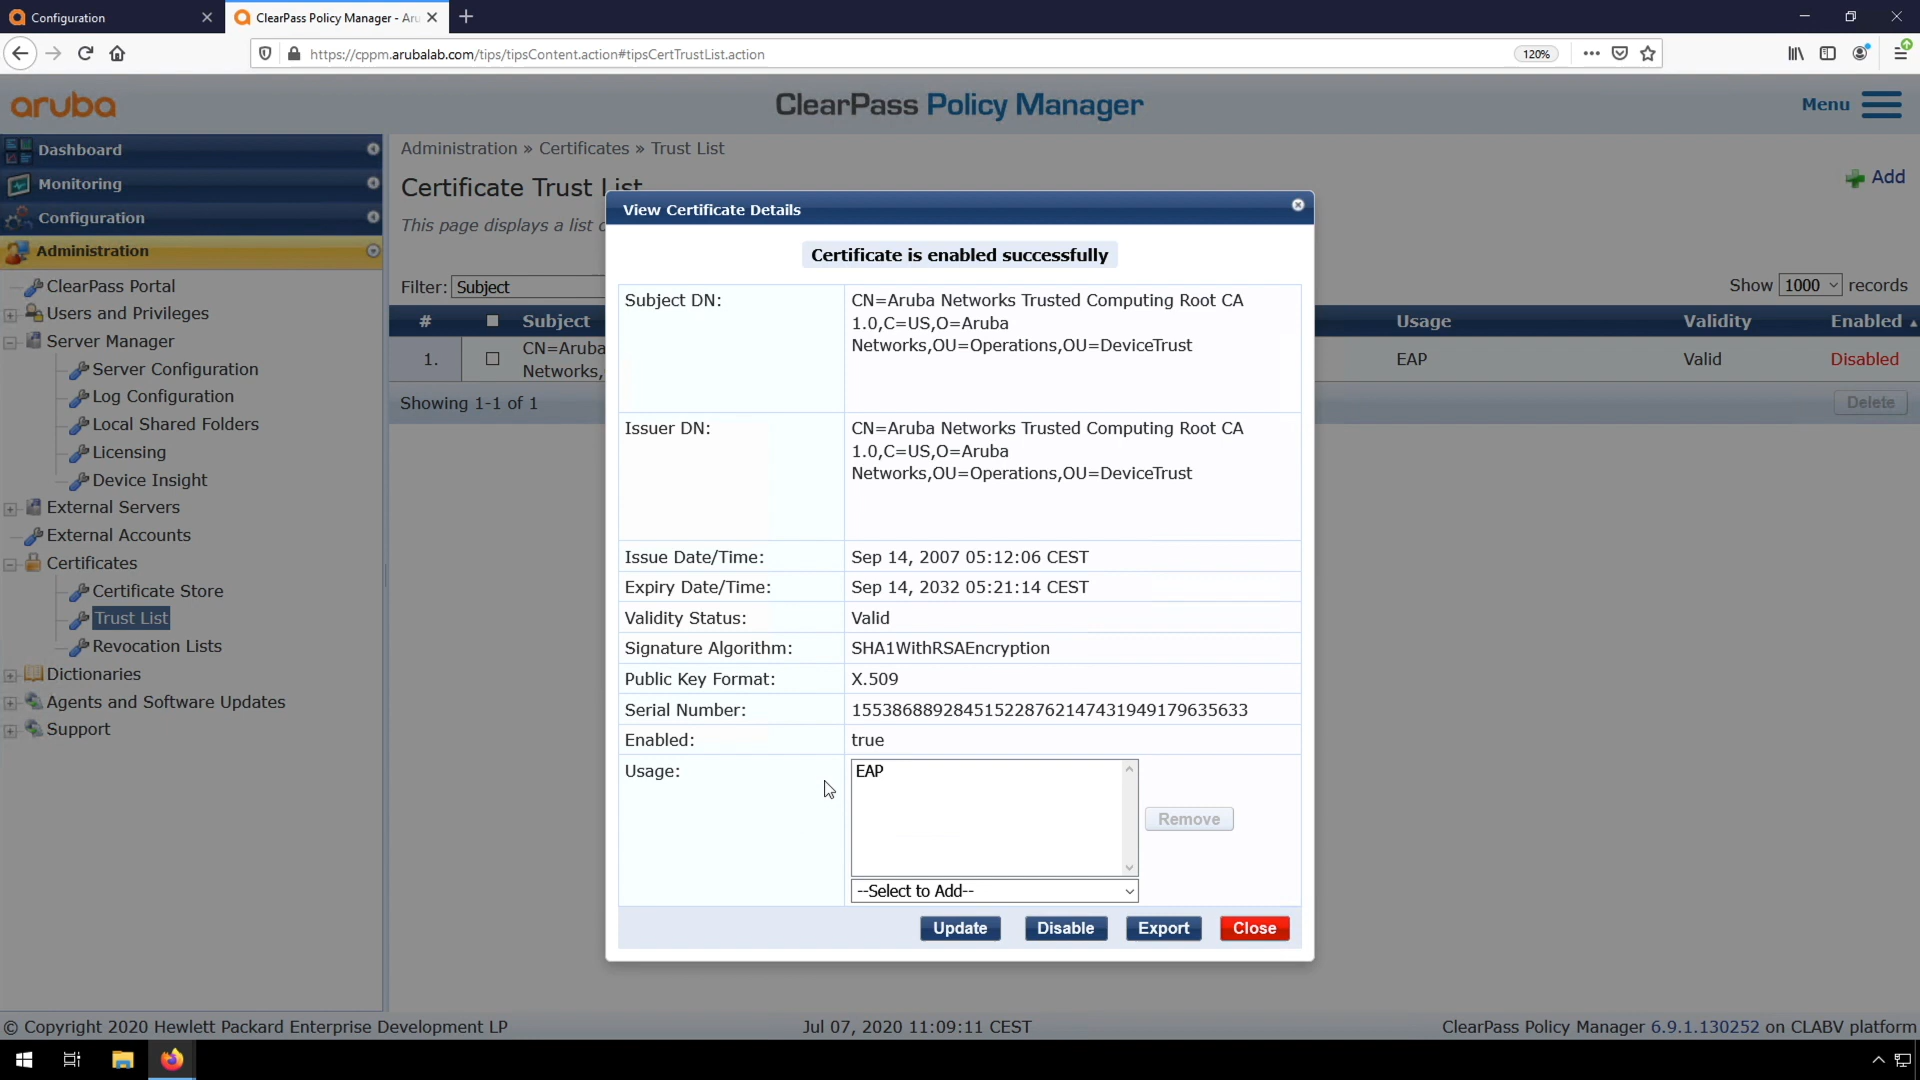 Configuration
ClearPass Policy Manager - Aru
https://cppm.arubalab.com/tips/tipsContent.action#tipsCertTrustList.action
120%
aruba
ClearPass Policy Manager
Menu
Dashboard
Monitoring
Configuration
Administration
ClearPass Portal
Users and Privileges
Server Manager
Server Configuration
Log Configuration
Local Shared Folders
Licensing
Device Insight
External Servers
External Accounts
Certificates
Certificate Store
Trust List
Revocation Lists
Dictionaries
Agents and Software Updates
Support
Administration » Certificates » Trust List
Certificate Trust List
Add
This page displays a list o
Filter: Subject
Show 1000 records
# Subject Usage Validity Enabled
1. CN=Aruba
Networks,
EAP Valid Disabled
Showing 1-1 of 1
Delete
View Certificate Details
Certificate is enabled successfully
Subject DN: CN=Aruba Networks Trusted Computing Root CA
1.0,C=US,O=Aruba
Networks,OU=Operations,OU=DeviceTrust
Issuer DN: CN=Aruba Networks Trusted Computing Root CA
1.0,C=US,O=Aruba
Networks,OU=Operations,OU=DeviceTrust
Issue Date/Time: Sep 14, 2007 05:12:06 CEST
Expiry Date/Time: Sep 14, 2032 05:21:14 CEST
Validity Status: Valid
Signature Algorithm: SHA1WithRSAEncryption
Public Key Format: X.509
Serial Number: 155386889284515228762147431949179635633
Enabled: true
Usage: EAP
Remove
--Select to Add--
Update Disable Export Close
© Copyright 2020 Hewlett Packard Enterprise Development LP
Jul 07, 2020 11:09:11 CEST
ClearPass Policy Manager 6.9.1.130252 on CLABV platform